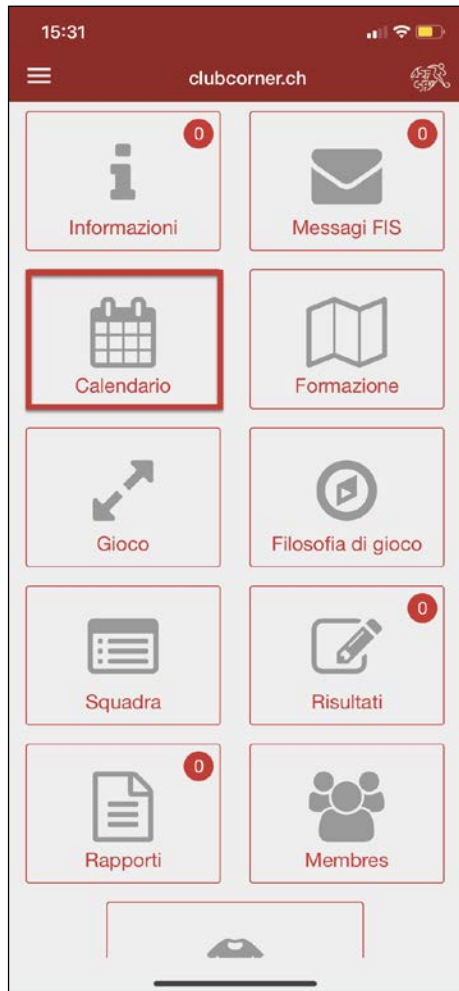 15:31
clubcorner.ch
0
0
Informazioni
Messagi FIS
Calendario
Formazione
Gioco
Filosofia di gioco
0
Squadra
Risultati
0
Rapporti
Membres